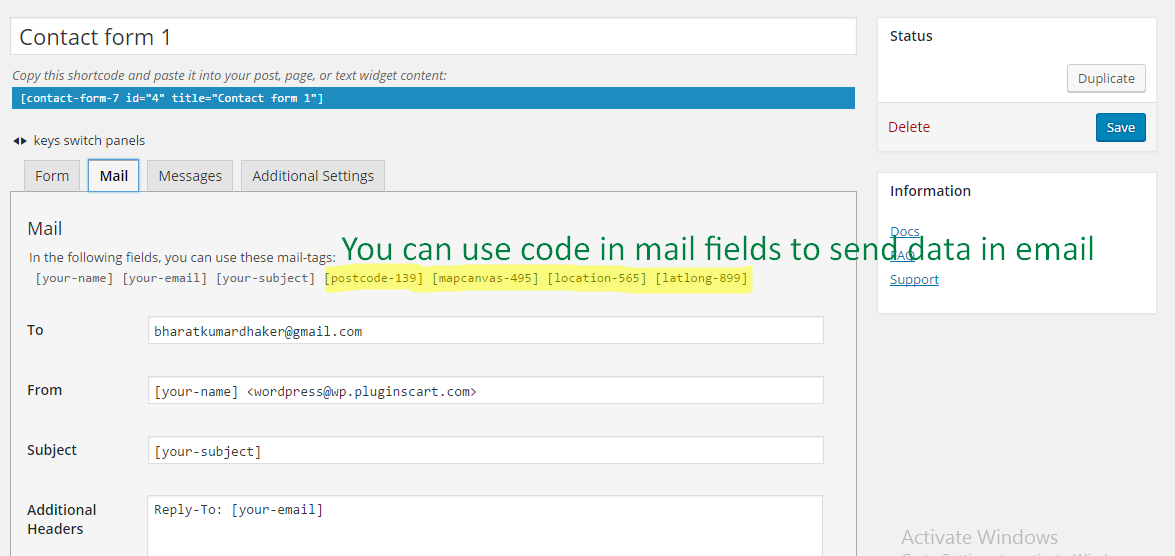 Contact form 1
Copy this shortcode and paste it into your post, page, or text widget content:
[contact-form-7 id="4" title="Contact form 1"]
keys switch panels
Form
Mail
Messages
Additional Settings
Mail
You can use code in mail fields to send data in email
In the following fields, you can use these mail-tags:
[your-name] [your-email] [your-subject] [postcode-139] [mapcanvas-495] [location-565] [latlong-899]
To
bharatkumardhaker@gmail.com
From
[your-name] <wordpress@wp.pluginscart.com>
Subject
[your-subject]
Additional
Headers
Reply-To: [your-email]
Status
Duplicate
Delete
Save
Information
Docs
FAQ
Support
Activate Windows